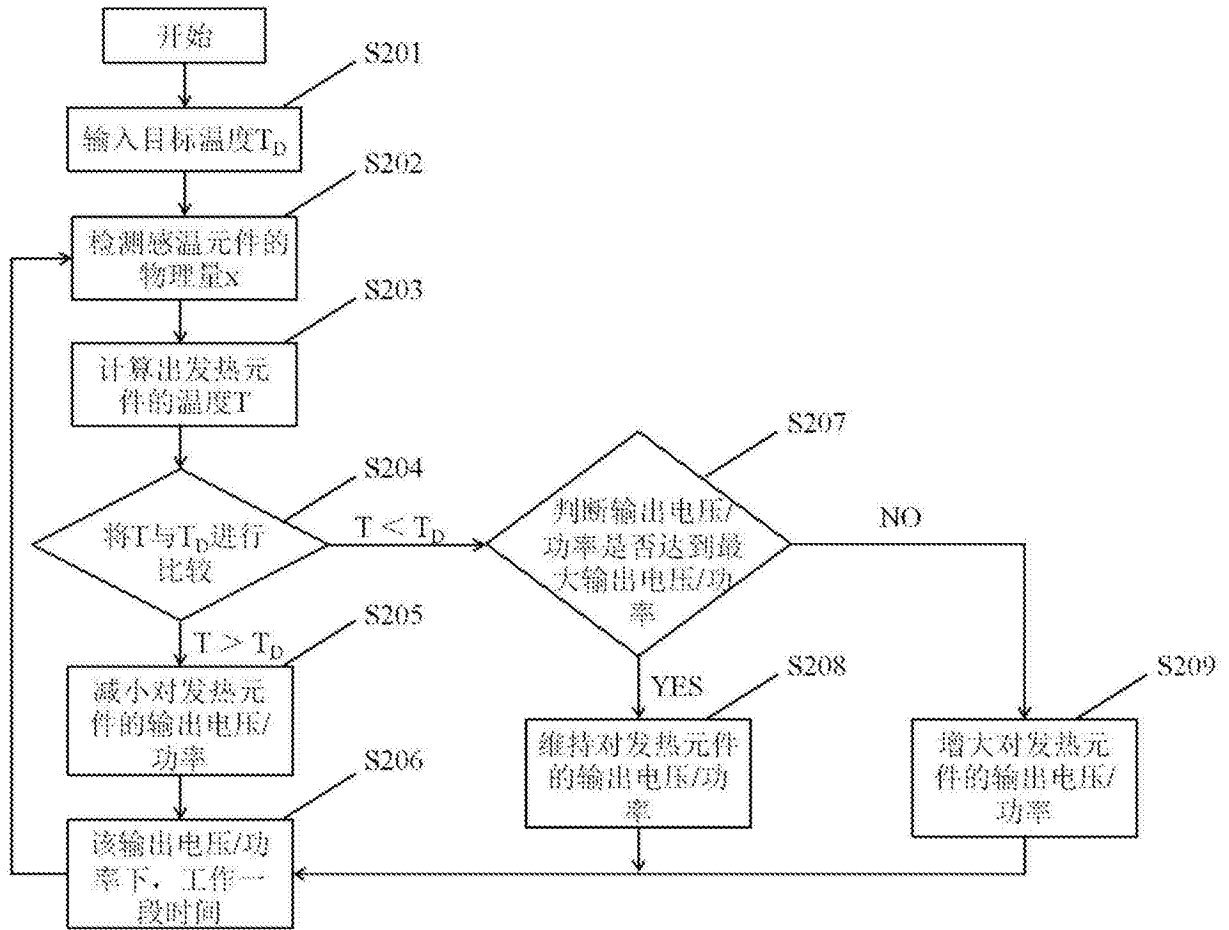 开始
S201
输入目标温度TD
S202
检测感温元件的
物理量x
S203
计算出发热元
件的温度T
S204
将T与TD进行
比较
T < TD
S207
判断输出电压/
功率是否达到最
大输出电压/功
率
NO
T > TD
S205
减小对发热元
件的输出电压/
功率
YES
S208
维持对发热元件
的输出电压/功
率
S209
增大对发热元
件的输出电压/
功率
S206
该输出电压/功
率下，工作一
段时间